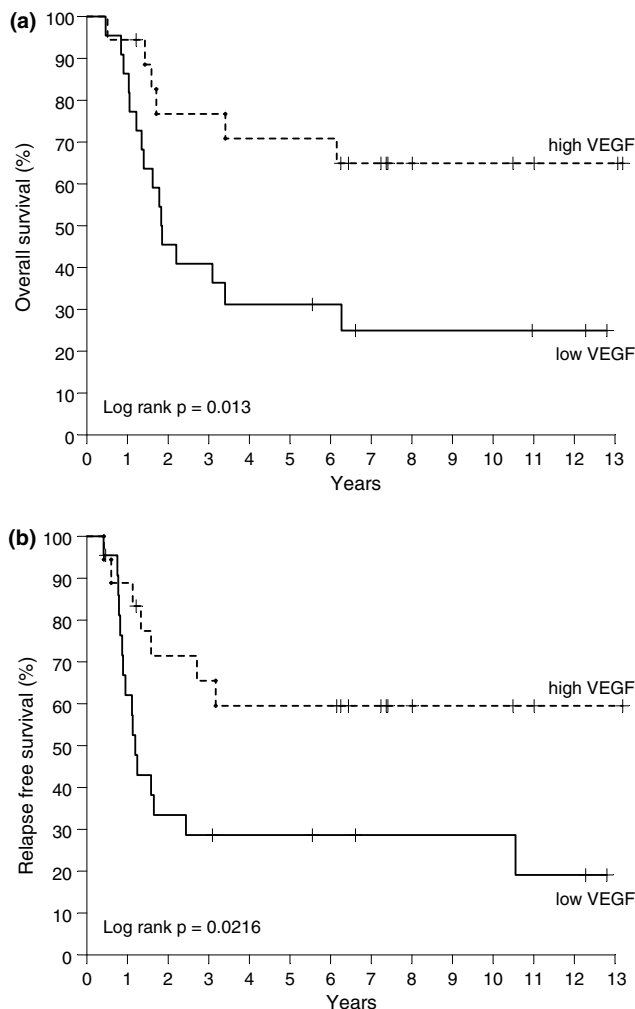 (a)
Overall survival (%)
100
90
80
70
60
50
40
30
20
10
0
high VEGF
low VEGF
Log rank p = 0.013
0 1 2 3 4 5 6 7 8 9 10 11 12 13
Years
(b)
Relapse free survival (%)
100
90
80
70
60
50
40
30
20
10
0
high VEGF
low VEGF
Log rank p = 0.0216
0 1 2 3 4 5 6 7 8 9 10 11 12 13
Years